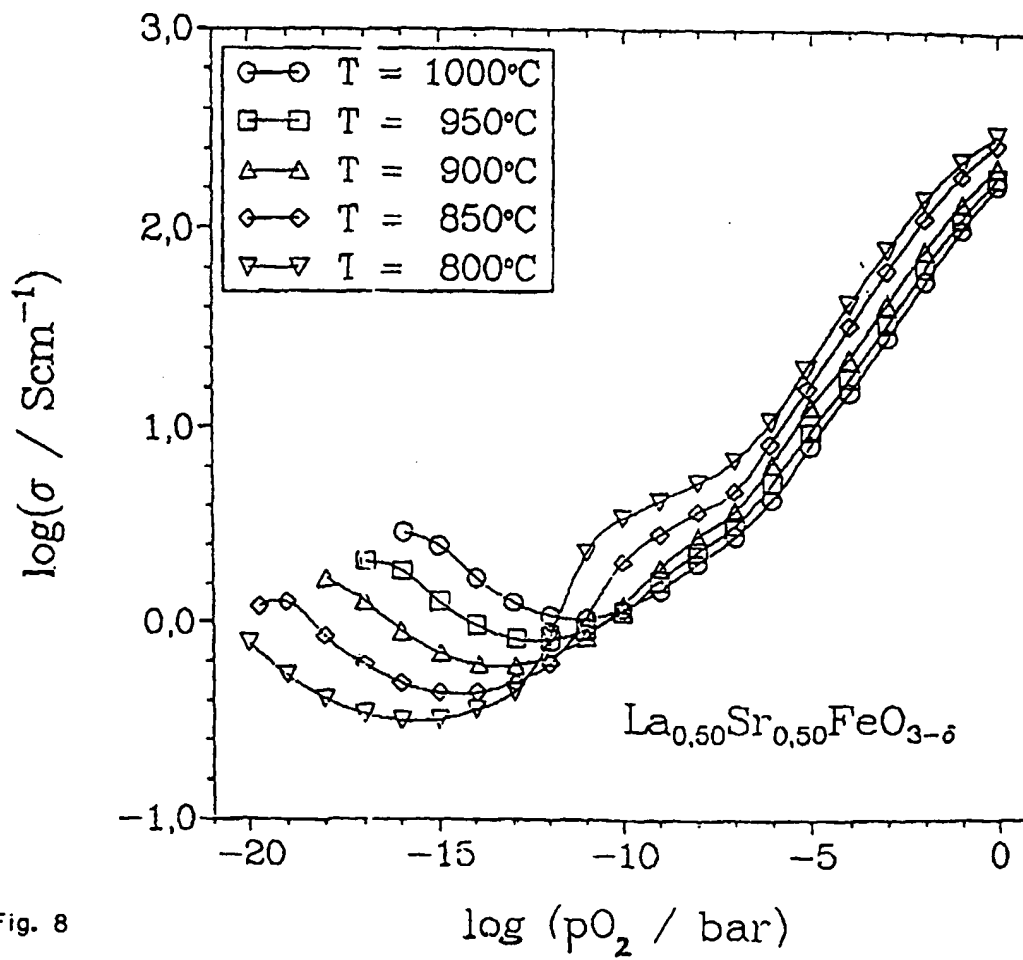 3,0
2,0
1,0
0,0
−1,0
log(σ / Scm⁻¹)
T = 1000°C
T = 950°C
T = 900°C
T = 850°C
T = 800°C
La₀,₅₀Sr₀,₅₀FeO₃₋δ
−20 −15 −10 −5 0
log (pO₂ / bar)
Fig. 8